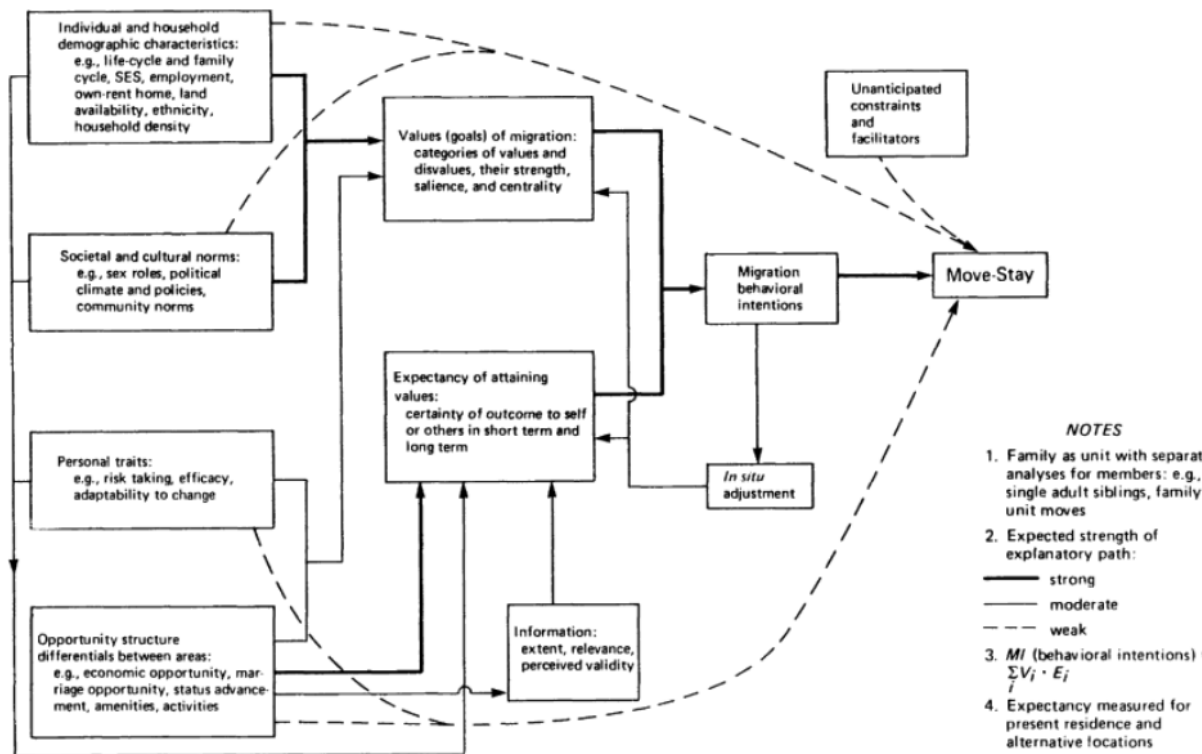 Individual and household
demographic characteristics:
e.g., life-cycle and family
cycle, SES, employment,
own-rent home, land
availability, ethnicity,
household density
Societal and cultural norms:
e.g., sex roles, political
climate and policies,
community norms
Personal traits:
e.g., risk taking, efficacy,
adaptability to change
Opportunity structure
differentials between areas:
e.g., economic opportunity, mar-
riage opportunity, status advance-
ment, amenities, activities
Values (goals) of migration:
categories of values and
disvalues, their strength,
salience, and centrality
Expectancy of attaining
values:
certainty of outcome to self
or others in short term and
long term
Information:
extent, relevance,
perceived validity
Migration
behavioral
intentions
In situ
adjustment
Unanticipated
constraints
and
facilitators
Move-Stay
NOTES
1. Family as unit with separat
analyses for members: e.g.,
single adult siblings, family
unit moves
2. Expected strength of
explanatory path:
strong
moderate
weak
3. MI (behavioral intentions)
∑Vi · Ei
i
4. Expectancy measured for
present residence and
alternative locations